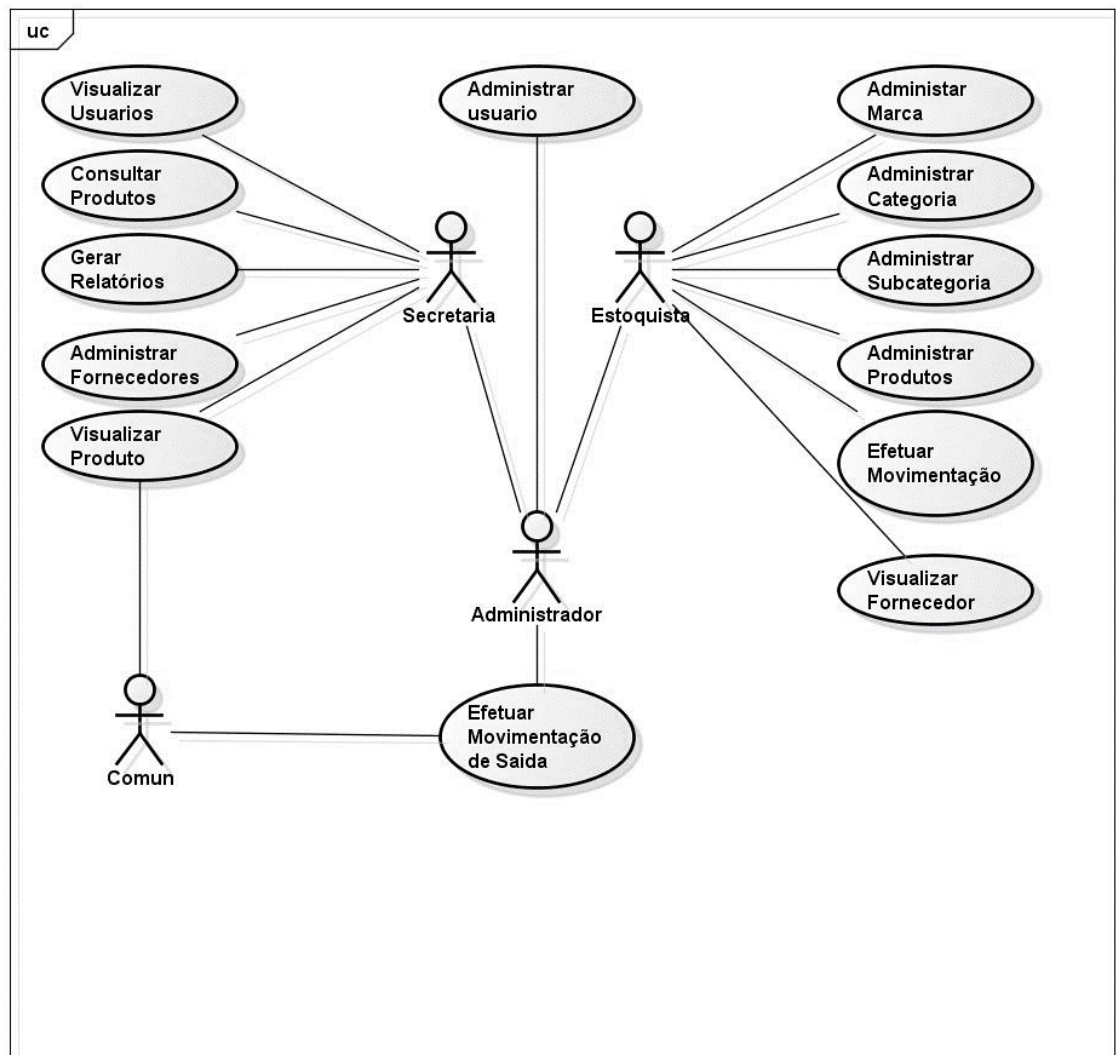 uc
Visualizar
Usuarios
Administrar
usuario
Administar
Marca
Consultar
Produtos
Administrar
Categoria
Gerar
Relatórios
Administrar
Subcategoria
Secretaria
Estoquista
Administrar
Fornecedores
Administrar
Produtos
Visualizar
Produto
Efetuar
Movimentação
Visualizar
Fornecedor
Administrador
Efetuar
Movimentação
de Saida
Comun